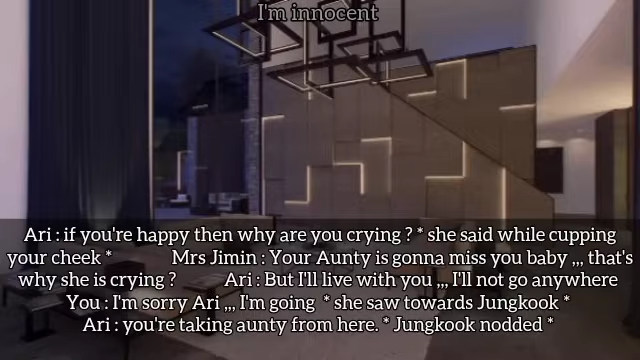 I'm innocent
Ari : if you're happy then why are you crying ? * she said while cupping
your cheek * Mrs Jimin : Your Aunty is gonna miss you baby ,,, that's
why she is crying ? Ari : But I'll live with you ,,, I'll not go anywhere
You : I'm sorry Ari ,,, I'm going * she saw towards Jungkook *
Ari : you're taking aunty from here. * Jungkook nodded *